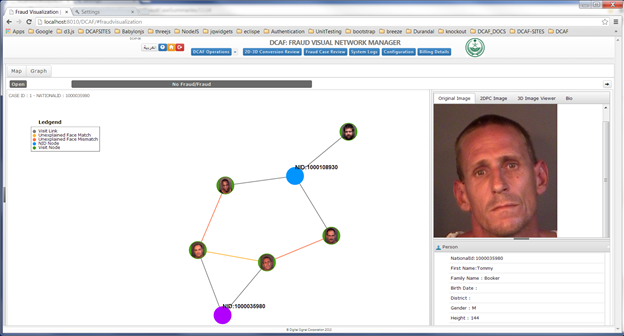 Fraud Visualization
Settings
localhost:8010/DCAF/#fraudvisualization
Apps Google d3.js DCAFSITES Babylonjs threejs NodeJS jqwidgets eclispe Authentication UnitTesting bootstrap breeze Durandal knockout DCAF_DOCS DCAF-SITES DCAF
العربية
DCAF: FRAUD VISUAL NETWORK MANAGER
DCAF Operations 2D-3D Conversion Review Fraud Case Review System Logs Configuration Billing Details
Map Graph
Open No Fraud/Fraud
CASE ID : 1 - NATIONALID : 1000035980
Ledgend
Visit Link
Unexplained Face Match
Unexplained Face Mismatch
NID Node
Visit Node
NID:1000108930
NID:1000035980
Original Image 2DPC Image 3D Image Viewer Bio
Person
NationalId:1000035980
First Name:Tommy
Family Name : Booker
Birth Date :
District :
Gender : M
Height : 144
© Digital Signal Corporation 2012